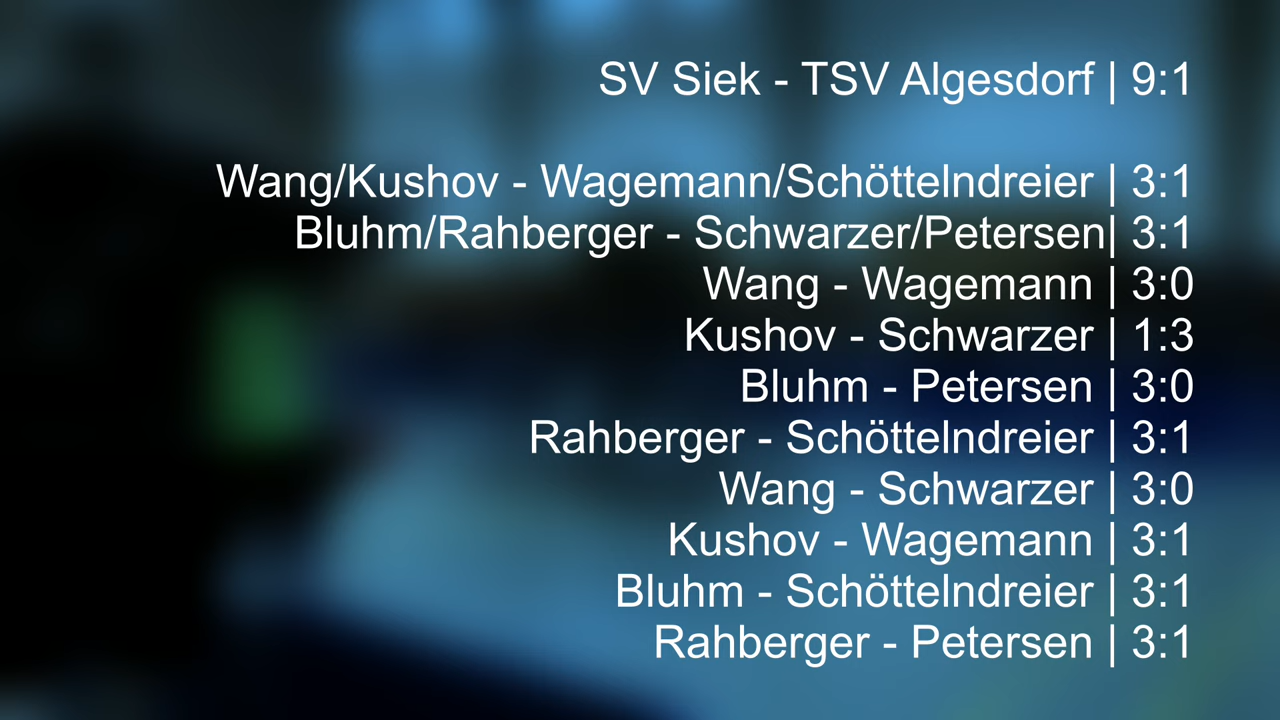 SV Siek - TSV Algesdorf | 9:1
Wang/Kushov - Wagemann/Schöttelndreier | 3:1
Bluhm/Rahberger - Schwarzer/Petersen| 3:1
Wang - Wagemann | 3:0
Kushov - Schwarzer | 1:3
Bluhm - Petersen | 3:0
Rahberger - Schöttelndreier | 3:1
Wang - Schwarzer | 3:0
Kushov - Wagemann | 3:1
Bluhm - Schöttelndreier | 3:1
Rahberger - Petersen | 3:1